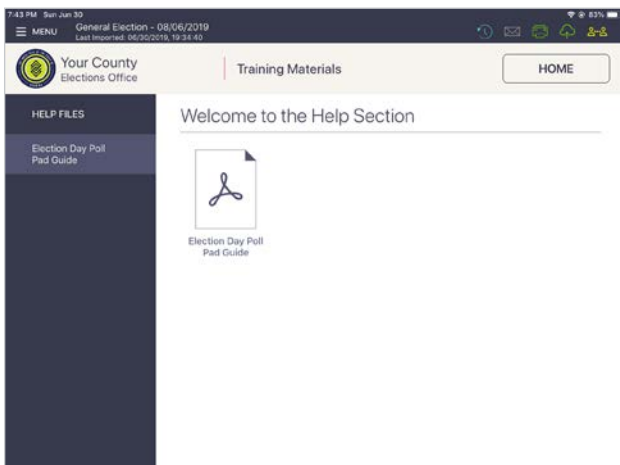 7:43 PM Sun Jun 30
83%
MENU
General Election - 08/06/2019
Last Imported: 06/30/2019, 19:34:40
Your County
Elections Office
Training Materials
HOME
HELP FILES
Welcome to the Help Section
Election Day Poll
Pad Guide
Election Day Poll
Pad Guide